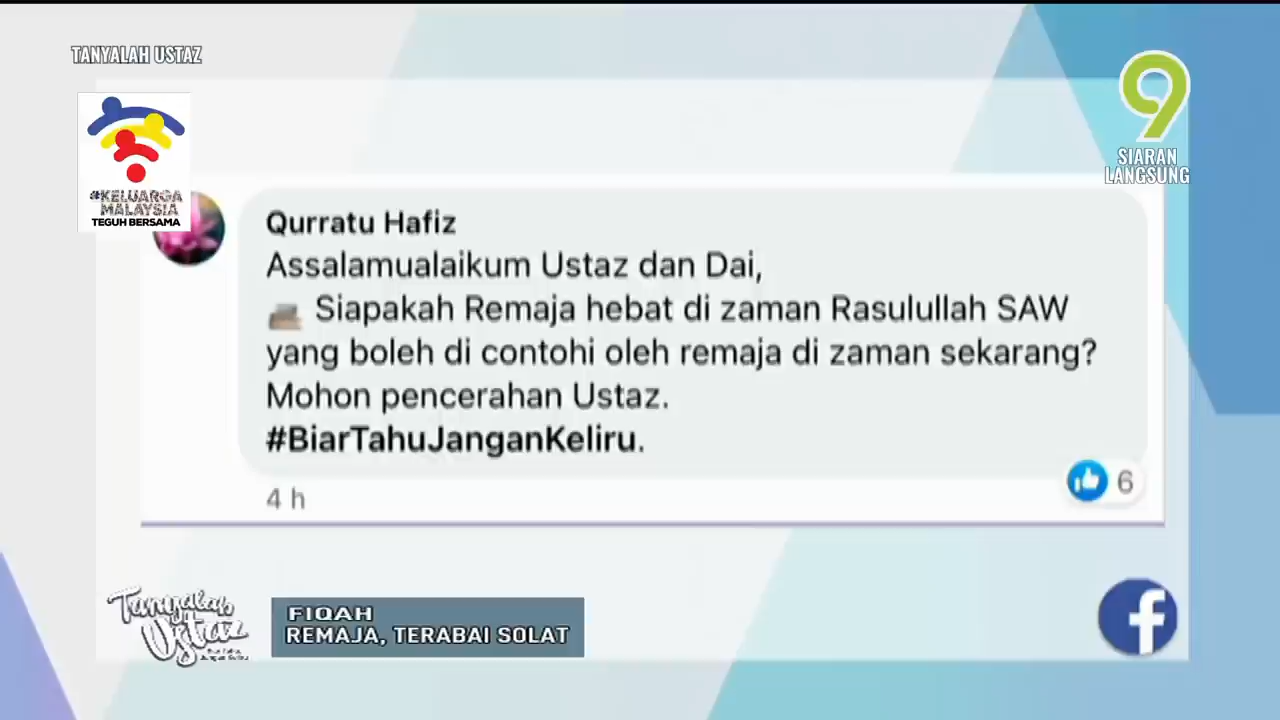 TANYALAH USTAZ
9
SIARAN
LANGSUNG
#KELUARGA
MALAYSIA
TEGUH BERSAMA
Qurratu Hafiz
Assalamualaikum Ustaz dan Dai,
Siapakah Remaja hebat di zaman Rasulullah SAW
yang boleh di contohi oleh remaja di zaman sekarang?
Mohon pencerahan Ustaz.
#BiarTahuJanganKeliru.
4 h
6
Tanyalah
Ustaz
FIQAH
REMAJA, TERABAI SOLAT
f